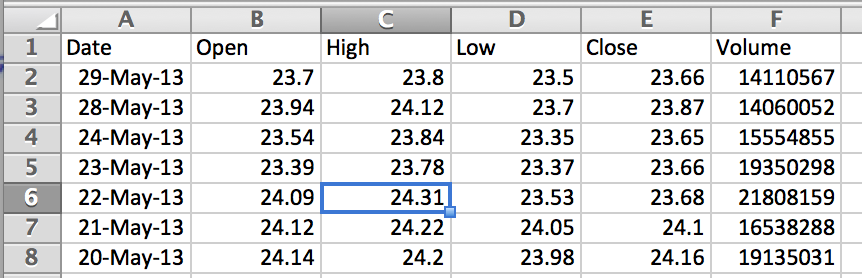 A B C D E F
1 Date Open High Low Close Volume
2 29-May-13 23.7 23.8 23.5 23.66 14110567
3 28-May-13 23.94 24.12 23.7 23.87 14060052
4 24-May-13 23.54 23.84 23.35 23.65 15554855
5 23-May-13 23.39 23.78 23.37 23.66 19350298
6 22-May-13 24.09 24.31 23.53 23.68 21808159
7 21-May-13 24.12 24.22 24.05 24.1 16538288
8 20-May-13 24.14 24.2 23.98 24.16 19135031